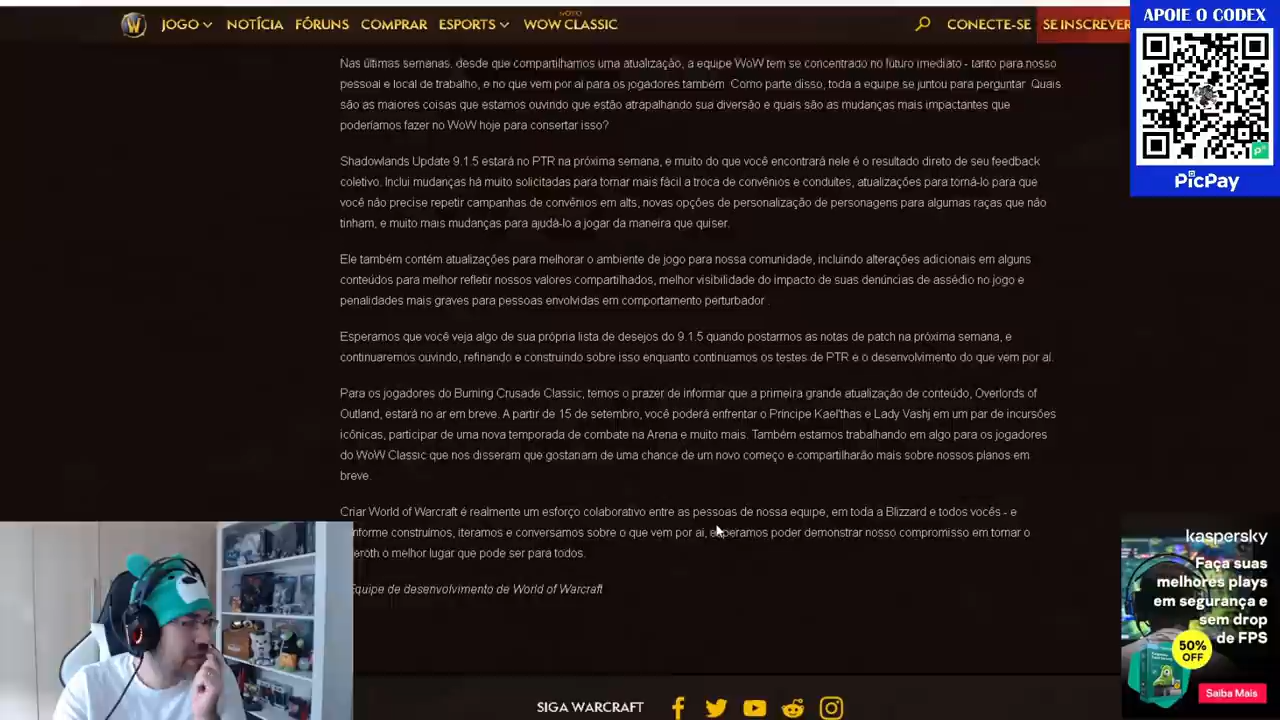 JOGO
NOTÍCIA
FÓRUNS
COMPRAR
ESPORTS
NOVO
WOW CLASSIC
CONECTE-SE
SE INSCREVER
APOIE O CODEX
PicPay
Nas últimas semanas, desde que compartilhamos uma atualização, a equipe WoW tem se concentrado no futuro imediato - tanto para nosso
pessoal e local de trabalho, e no que vem por aí para os jogadores também Como parte disso, toda a equipe se juntou para perguntar Quais
são as maiores coisas que estamos ouvindo que estão atrapalhando sua diversão e quais são as mudanças mais impactantes que
poderíamos fazer no WoW hoje para consertar isso?
Shadowlands Update 9.1.5 estará no PTR na próxima semana, e muito do que você encontrará nele é o resultado direto de seu feedback
coletivo. Inclui mudanças há muito solicitadas para tornar mais fácil a troca de convênios e conduítes, atualizações para torná-lo para que
você não precise repetir campanhas de convênios em alts, novas opções de personalização de personagens para algumas raças que não
tinham, e muito mais mudanças para ajudá-lo a jogar da maneira que quiser.
Ele também contém atualizações para melhorar o ambiente de jogo para nossa comunidade, incluindo alterações adicionais em alguns
conteúdos para melhor refletir nossos valores compartilhados, melhor visibilidade do impacto de suas denúncias de assédio no jogo e
penalidades mais graves para pessoas envolvidas em comportamento perturbador .
Esperamos que você veja algo de sua própria lista de desejos do 9.1.5 quando postarmos as notas de patch na próxima semana, e
continuaremos ouvindo, refinando e construindo sobre isso enquanto continuamos os testes de PTR e o desenvolvimento do que vem por aí.
Para os jogadores do Burning Crusade Classic, temos o prazer de informar que a primeira grande atualização de conteúdo, Overlords of
Outland, estará no ar em breve. A partir de 15 de setembro, você poderá enfrentar o Príncipe Kael'thas e Lady Vashj em um par de incursões
icônicas, participar de uma nova temporada de combate na Arena e muito mais. Também estamos trabalhando em algo para os jogadores
do WoW Classic que nos disseram que gostariam de uma chance de um novo começo e compartilharão mais sobre nossos planos em
breve.
Criar World of Warcraft é realmente um esforço colaborativo entre as pessoas de nossa equipe, em toda a Blizzard e todos vocês - e
nforme construímos, iteramos e conversamos sobre o que vem por aí, esperamos poder demonstrar nosso compromisso em tornar o
eroth o melhor lugar que pode ser para todos.
Equipe de desenvolvimento de World of Warcraft
SIGA WARCRAFT
kaspersky
Faça suas
melhores plays
em segurança e
sem drop
de FPS
50%
OFF
Saiba Mais